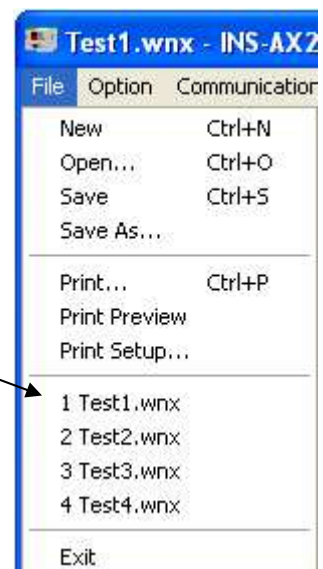 Test1.wnx - INS-AX2
File Option Communication
New Ctrl+N
Open... Ctrl+O
Save Ctrl+S
Save As...
Print... Ctrl+P
Print Preview
Print Setup...
1 Test1.wnx
2 Test2.wnx
3 Test3.wnx
4 Test4.wnx
Exit